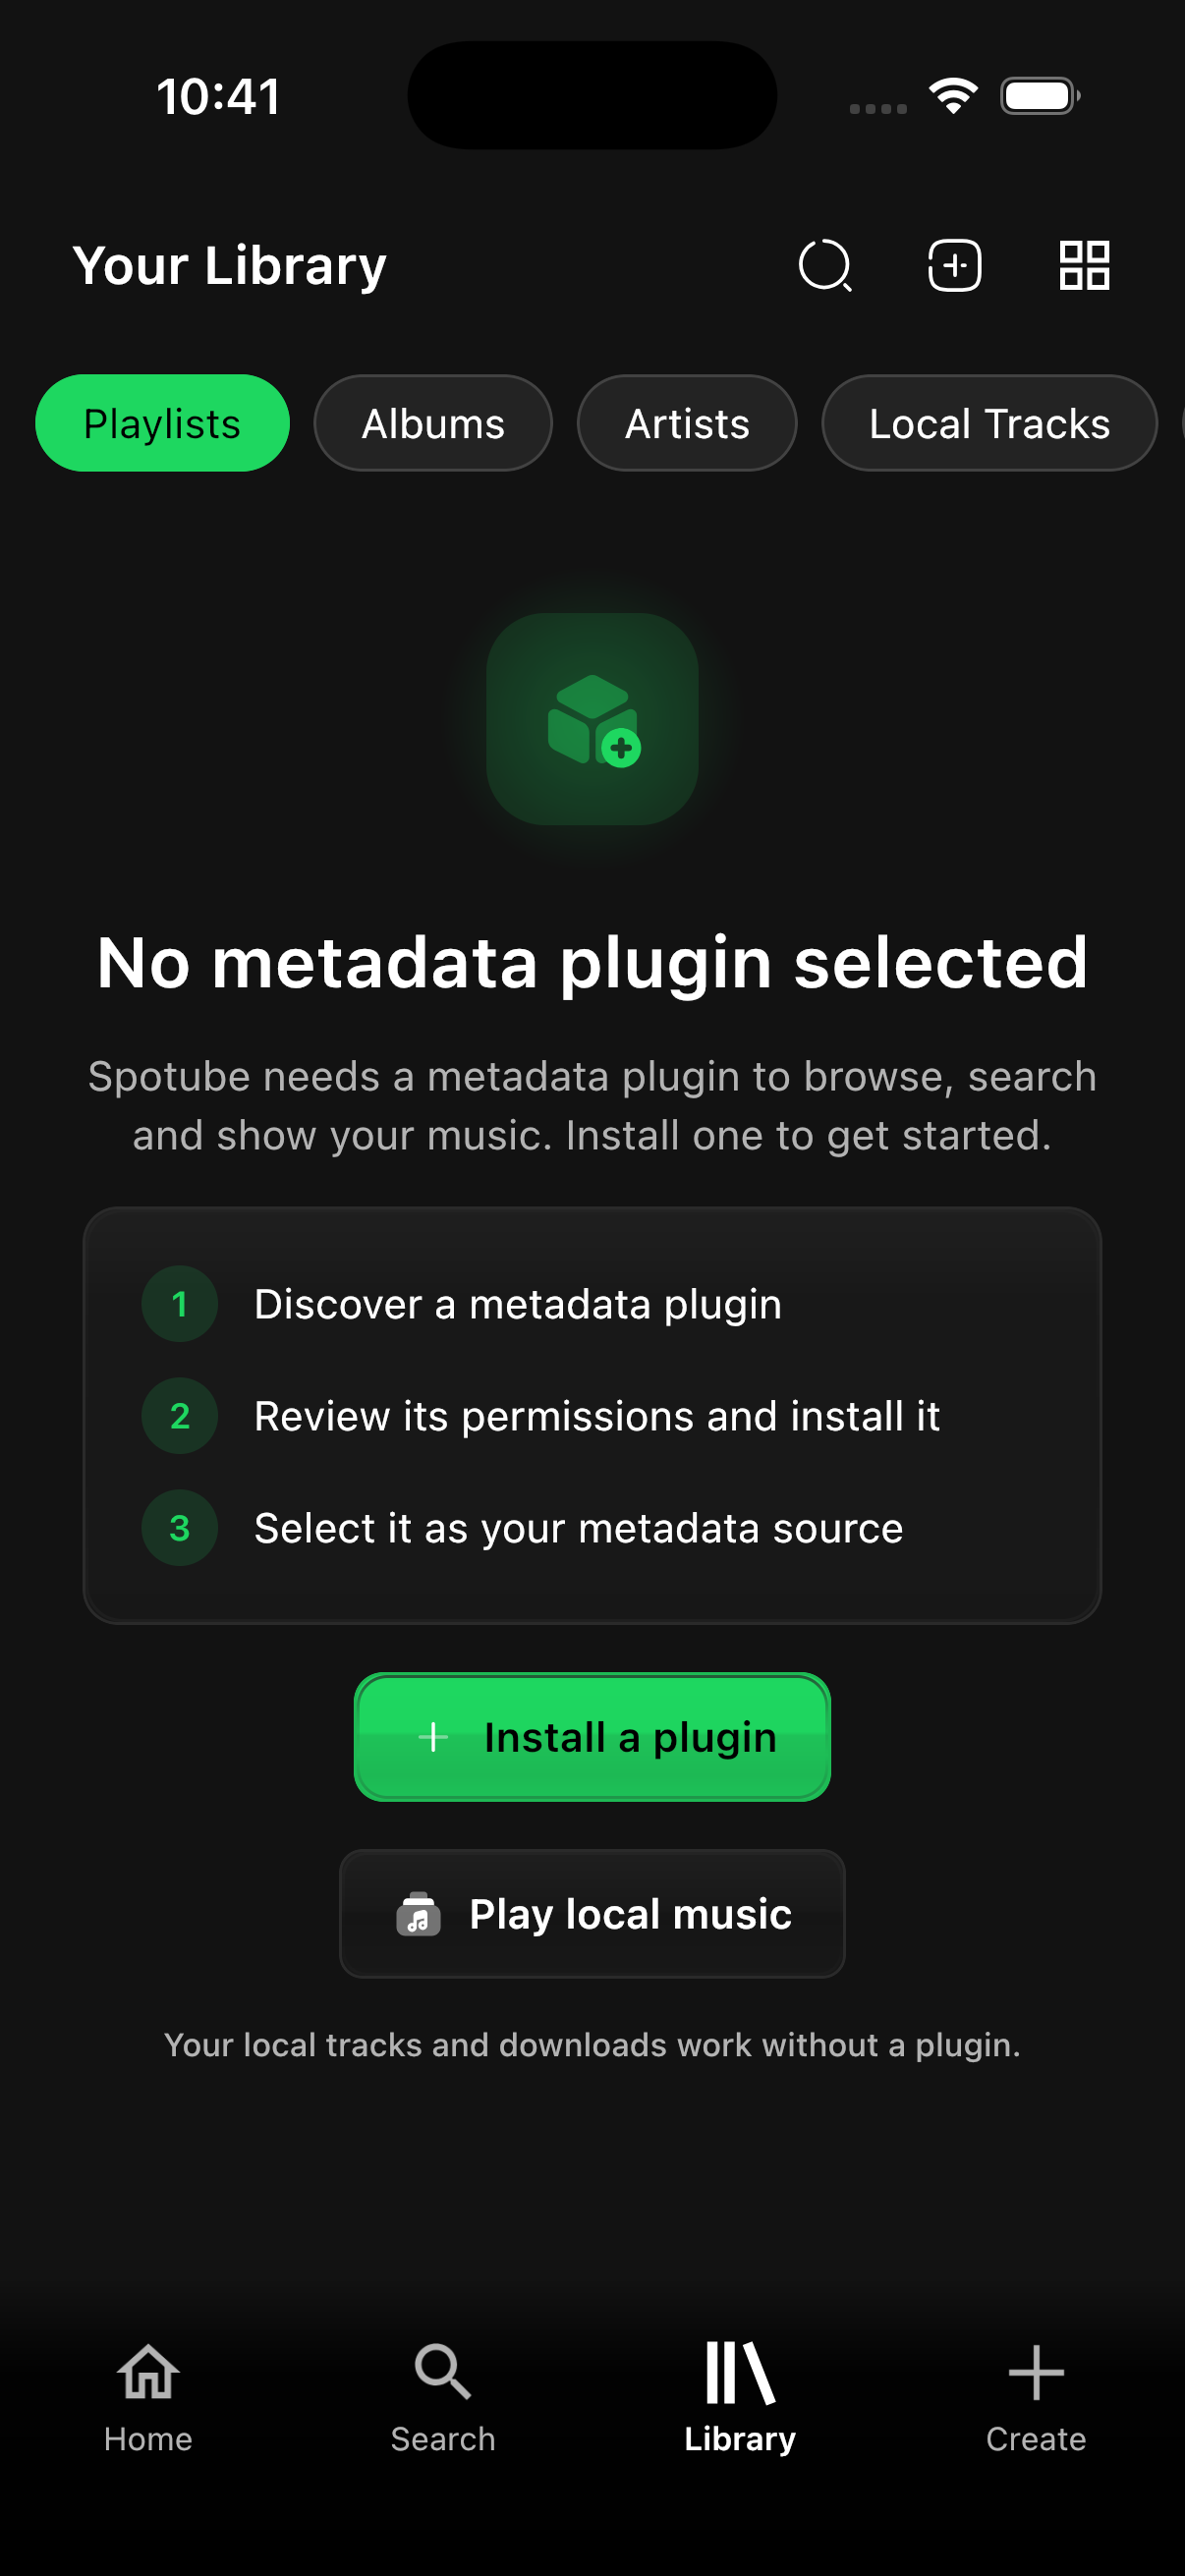 10:41
Your Library
Playlists
Albums
Artists
Local Tracks
No metadata plugin selected
Spotube needs a metadata plugin to browse, search
and show your music. Install one to get started.
1 Discover a metadata plugin
2 Review its permissions and install it
3 Select it as your metadata source
Install a plugin
Play local music
Your local tracks and downloads work without a plugin.
Home
Search
Library
Create